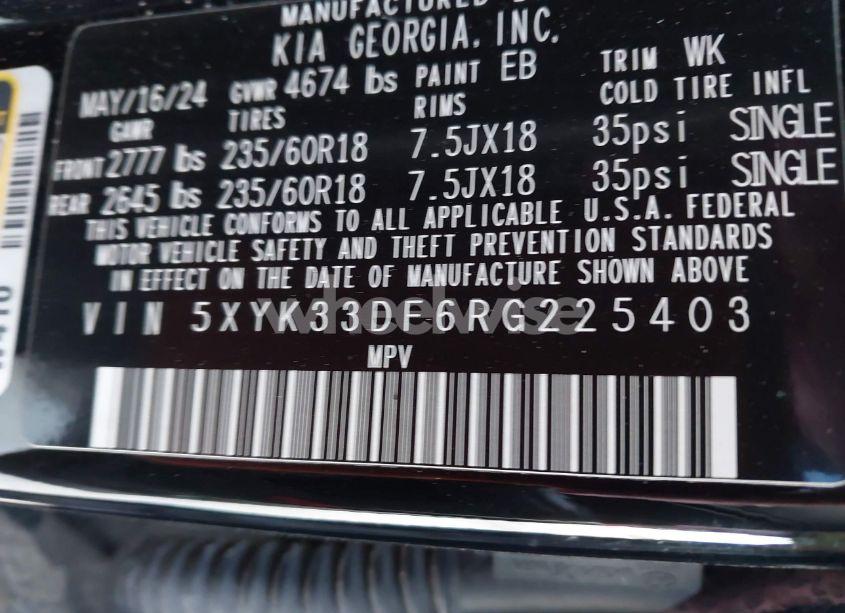 MANUFACTURED
KIA GEORGIA, INC.
MAY/16/24 GVWR 4674 lbs PAINT EB TRIM WK
GAWR TIRES RIMS COLD TIRE INFL
FRONT 2777 lbs 235/60R18 7.5JX18 35psi SINGLE
REAR 2645 lbs 235/60R18 7.5JX18 35psi SINGLE
THIS VEHICLE CONFORMS TO ALL APPLICABLE U.S.A. FEDERAL
MOTOR VEHICLE SAFETY AND THEFT PREVENTION STANDARDS
IN EFFECT ON THE DATE OF MANUFACTURE SHOWN ABOVE
VIN 5XYK33DF6RG225403
wheelwise
MPV